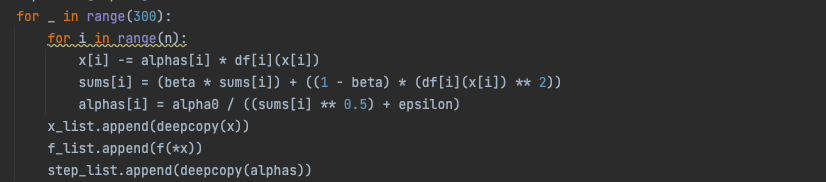 for _ in range(300):
    for i in range(n):
        x[i] -= alphas[i] * df[i](x[i])
        sums[i] = (beta * sums[i]) + ((1 - beta) * (df[i](x[i]) ** 2))
        alphas[i] = alpha0 / ((sums[i] ** 0.5) + epsilon)
    x_list.append(deepcopy(x))
    f_list.append(f(*x))
    step_list.append(deepcopy(alphas))